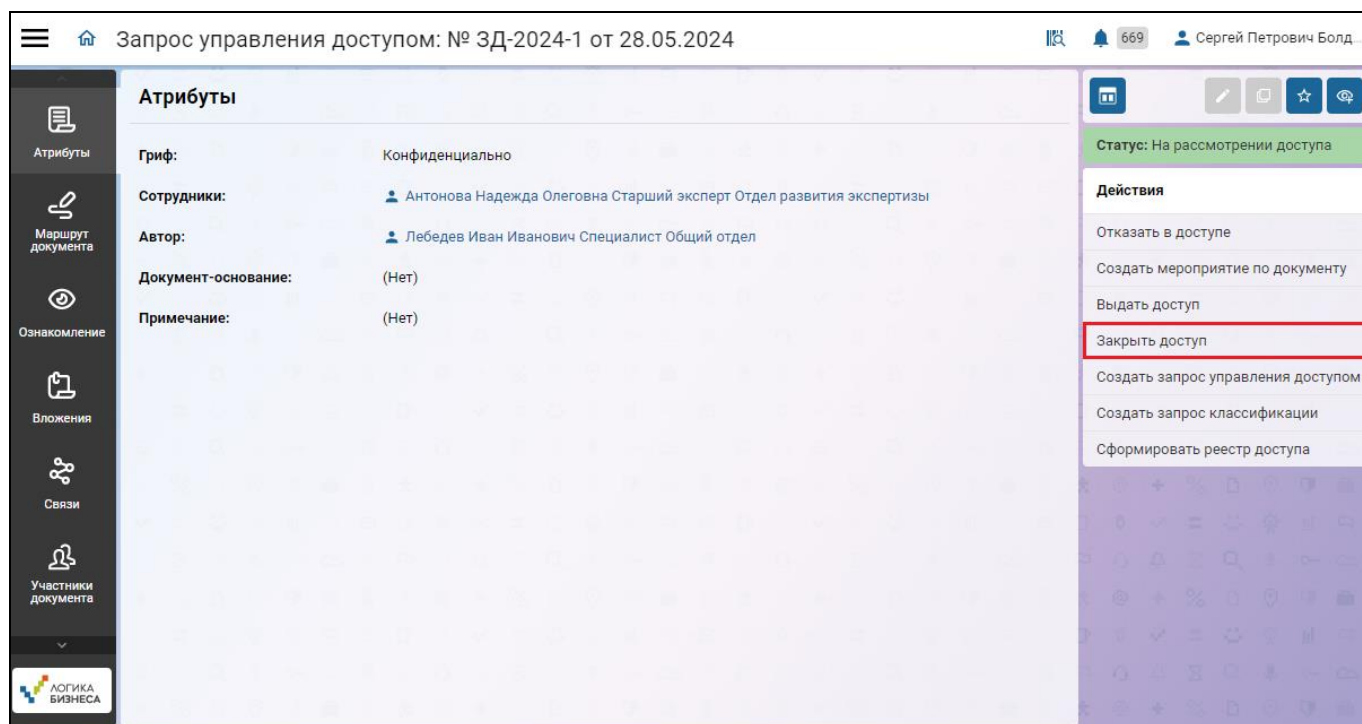 Запрос управления доступом: № ЗД-2024-1 от 28.05.2024
669
Сергей Петрович Болд...
Атрибуты
Маршрут
документа
Ознакомление
Вложения
Связи
Участники
документа
ЛОГИКА
БИЗНЕСА
Атрибуты
Гриф: Конфиденциально
Сотрудники: Антонова Надежда Олеговна Старший эксперт Отдел развития экспертизы
Автор: Лебедев Иван Иванович Специалист Общий отдел
Документ-основание: (Нет)
Примечание: (Нет)
Статус: На рассмотрении доступа
Действия
Отказать в доступе
Создать мероприятие по документу
Выдать доступ
Закрыть доступ
Создать запрос управления доступом
Создать запрос классификации
Сформировать реестр доступа